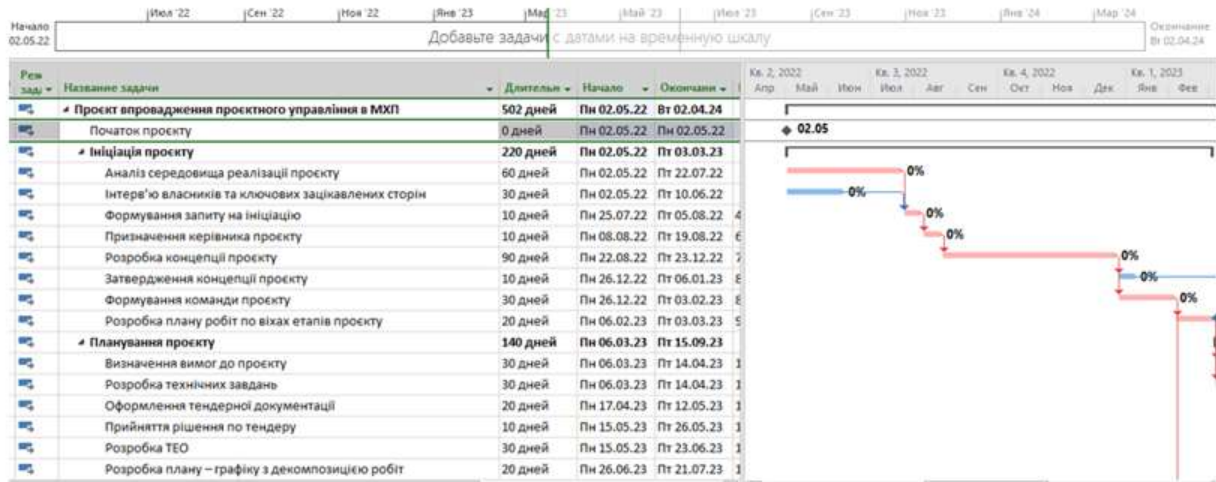 Июл '22 Сен '22 Ноя '22 Янв '23 Мар '23 Май '23 Июл '23 Сен '23 Ноя '23 Янв '24 Мар '24
Начало
02.05.22
Добавьте задачи с датами на временную шкалу
Окончание
Вт 02.04.24
Реж
зада Название задачи Длительн Начало Окончани
Кв. 2, 2022 Кв. 3, 2022 Кв. 4, 2022 Кв. 1, 2023
Апр Май Июн Июл Авг Сен Окт Ноя Дек Янв Фев
Проєкт впровадження проєктного управління в МХП 502 дней Пн 02.05.22 Вт 02.04.24
Початок проєкту 0 дней Пн 02.05.22 Пн 02.05.22 02.05
Ініціація проєкту 220 дней Пн 02.05.22 Пт 03.03.23
Аналіз середовища реалізації проєкту 60 дней Пн 02.05.22 Пт 22.07.22 0%
Інтерв'ю власників та ключових зацікавлених сторін 30 дней Пн 02.05.22 Пт 10.06.22 0%
Формування запиту на ініціацію 10 дней Пн 25.07.22 Пт 05.08.22 4 0%
Призначення керівника проєкту 10 дней Пн 08.08.22 Пт 19.08.22 6 0%
Розробка концепції проєкту 90 дней Пн 22.08.22 Пт 23.12.22 7 0%
Затвердження концепції проєкту 10 дней Пн 26.12.22 Пт 06.01.23 8 0%
Формування команди проєкту 30 дней Пн 26.12.22 Пт 03.02.23 8 0%
Розробка плану робіт по віхах етапів проєкту 20 дней Пн 06.02.23 Пт 03.03.23 9
Планування проєкту 140 дней Пн 06.03.23 Пт 15.09.23
Визначення вимог до проєкту 30 дней Пн 06.03.23 Пт 14.04.23 1
Розробка технічних завдань 30 дней Пн 06.03.23 Пт 14.04.23 1
Оформлення тендерної документації 20 дней Пн 17.04.23 Пт 12.05.23 1
Прийняття рішення по тендеру 10 дней Пн 15.05.23 Пт 26.05.23 1
Розробка ТЕО 30 дней Пн 15.05.23 Пт 23.06.23 1
Розробка плану – графіку з декомпозицією робіт 20 дней Пн 26.06.23 Пт 21.07.23 1